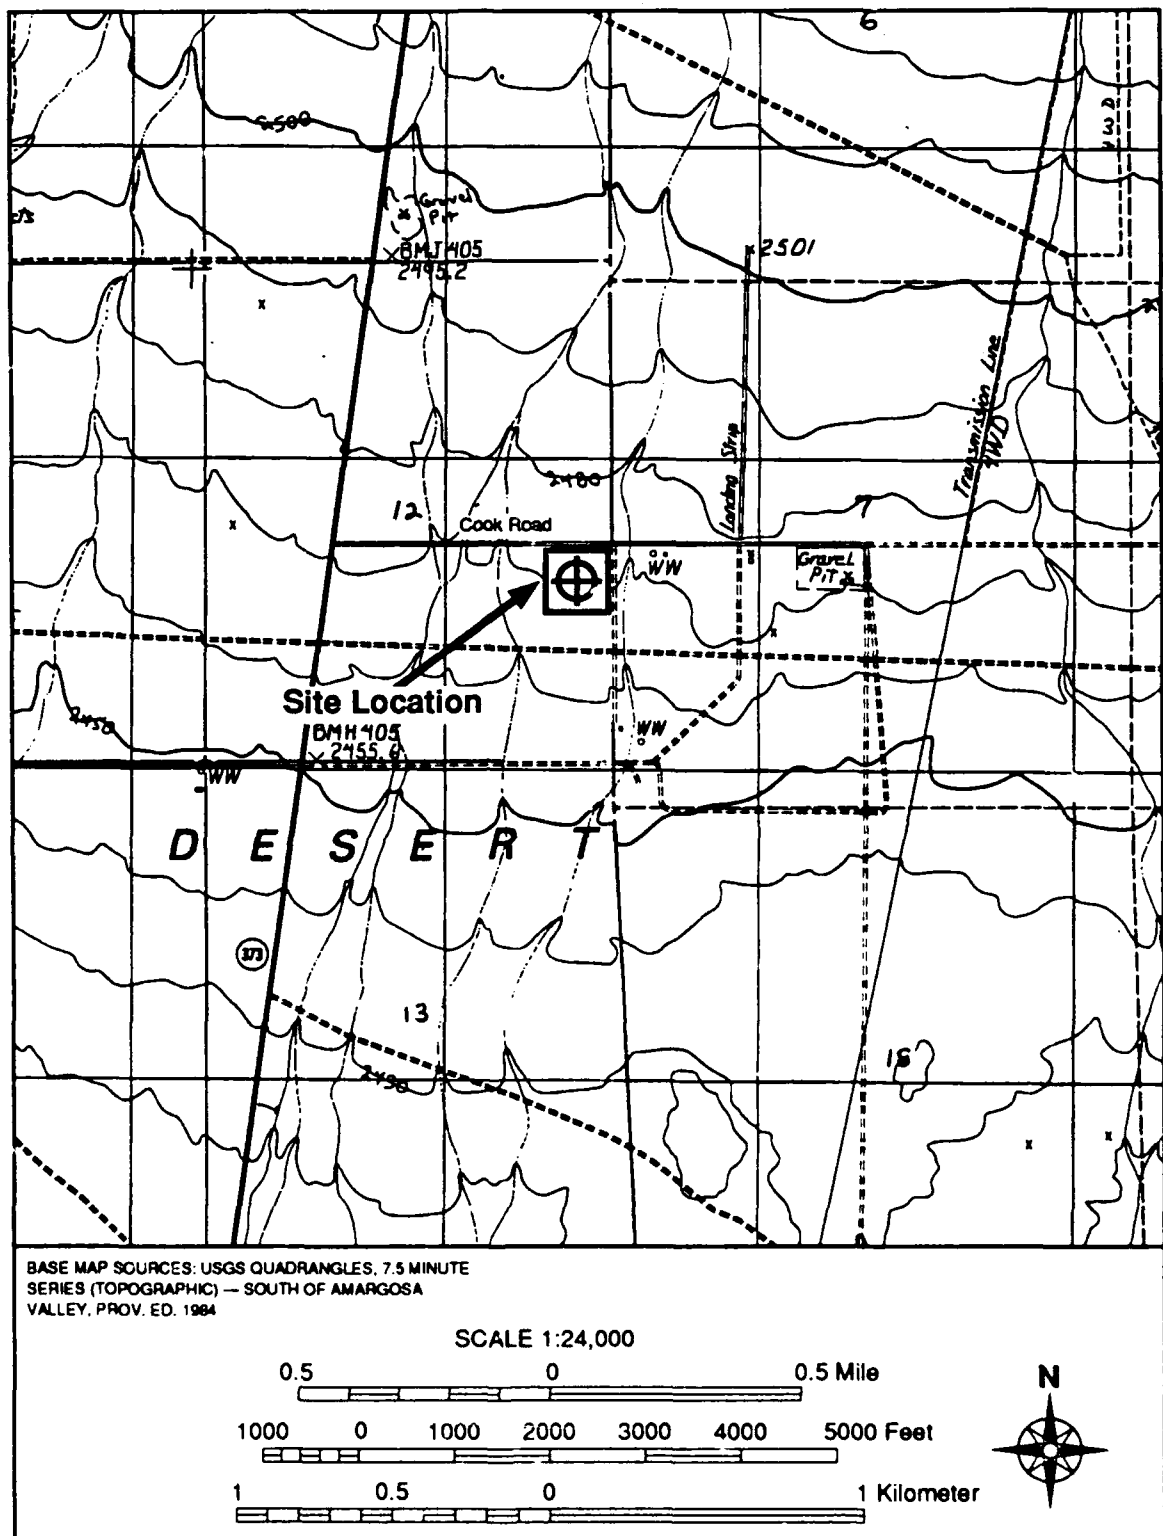 6
2500
4WD
Gravel
Pit
BMJ 405
2495.2
2501
Transmission Line
4WD
Landing Strip
2480
12
7
Cook Road
WW
Gravel
Pit
Site Location
2450
BMH 405
2455.6
WW
WW
DESERT
373
13
18
2430
BASE MAP SOURCES: USGS QUADRANGLES, 7.5 MINUTE
SERIES (TOPOGRAPHIC) — SOUTH OF AMARGOSA
VALLEY, PROV. ED. 1984
SCALE 1:24,000
0.5 0 0.5 Mile
N
1000 0 1000 2000 3000 4000 5000 Feet
1 0.5 0 1 Kilometer